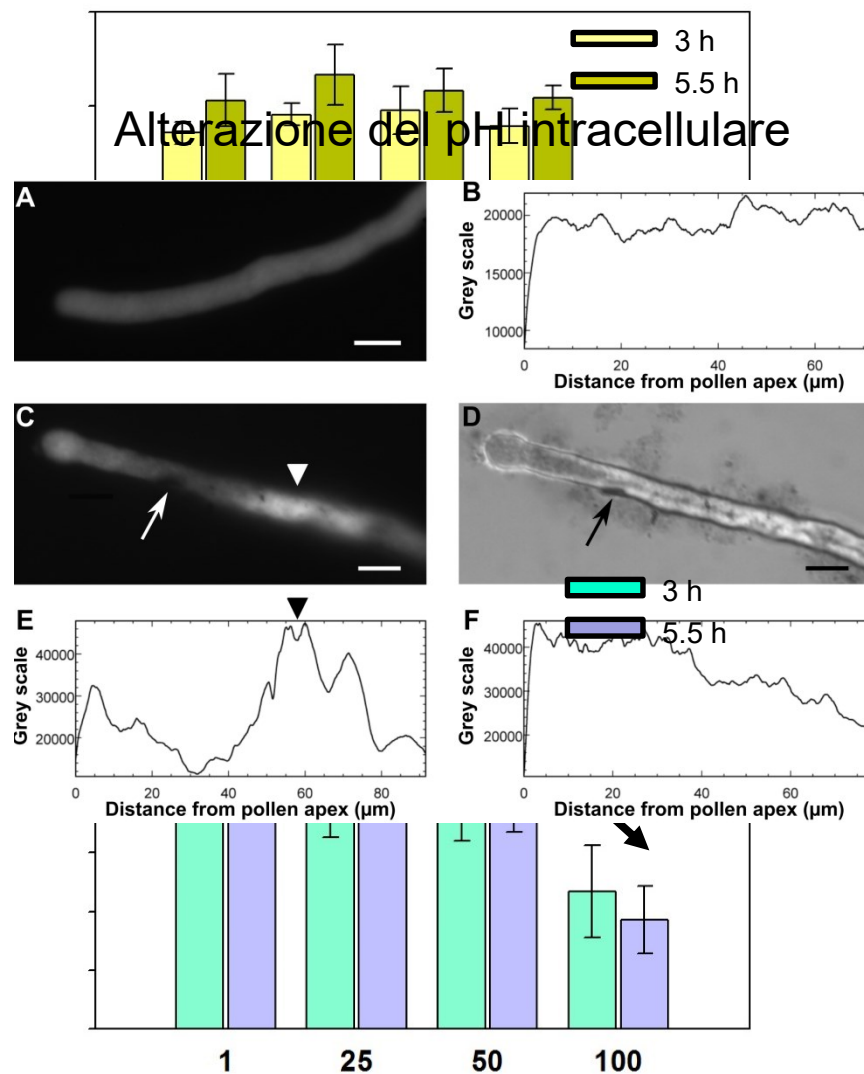 3 h
5.5 h
Alterazione del pH intracellulare
A
B
Grey scale
20000
15000
10000
0 20 40 60
Distance from pollen apex (µm)
C
D
3 h
5.5 h
E
F
Grey scale
40000
30000
20000
0 20 40 60 80
Distance from pollen apex (µm)
Grey scale
40000
30000
20000
0 20 40 60
Distance from pollen apex (µm)
1 25 50 100